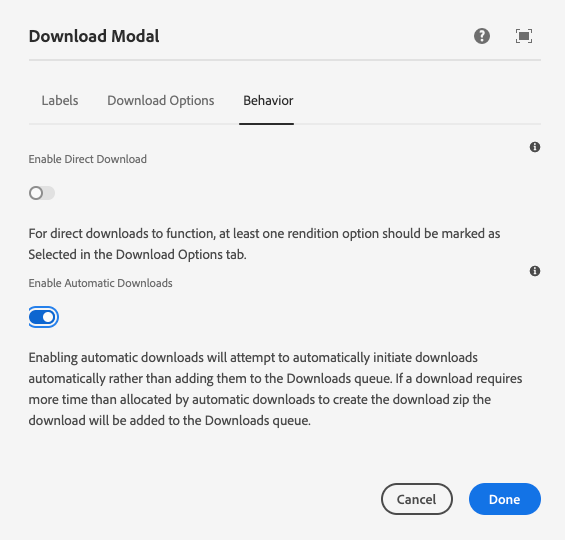 Download Modal
Labels
Download Options
Behavior
Enable Direct Download
For direct downloads to function, at least one rendition option should be marked as
Selected in the Download Options tab.
Enable Automatic Downloads
Enabling automatic downloads will attempt to automatically initiate downloads
automatically rather than adding them to the Downloads queue. If a download requires
more time than allocated by automatic downloads to create the download zip the
download will be added to the Downloads queue.
Cancel
Done